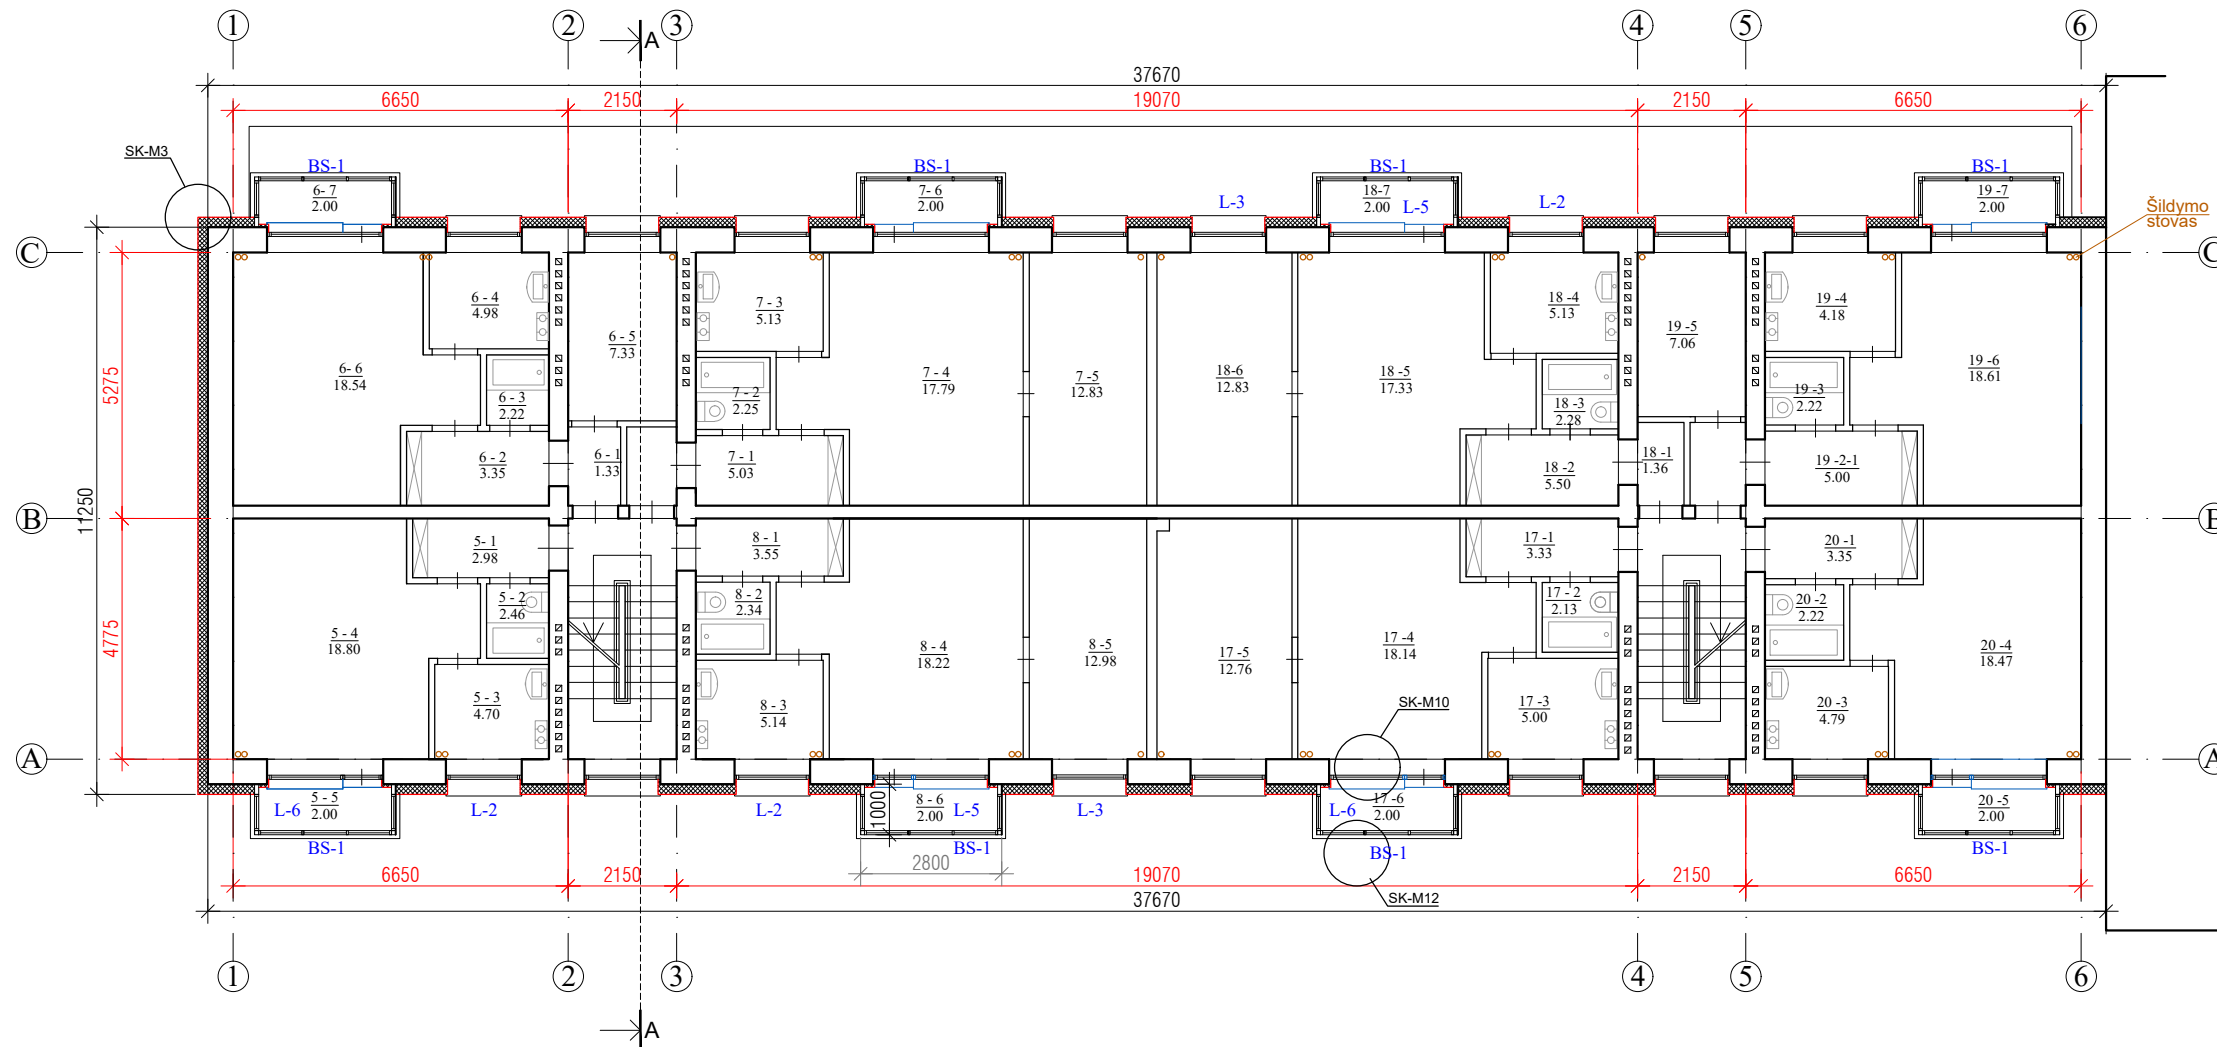 1 2 3 4 5 6
A
37670
6650 2150 19070 2150 6650
SK-M3
BS-1 BS-1 BS-1 BS-1
6- 7 7- 6 18-7 19 -7
2.00 2.00 2.00 2.00
L-3 L-5 L-2
Šildymo
stovas
C C
6 - 4
4.98
7 - 3
5.13
18 -4
5.13
19 -4
4.18
6 - 5
7.33
19 -5
7.06
6- 6
18.54
7 - 4
17.79
7 -5
12.83
18-6
12.83
18 -5
17.33
19 -6
18.61
5275
6 - 3
2.22
7 - 2
2.25
18 -3
2.28
19 -3
2.22
6 - 2
3.35
6 - 1
1.33
7 - 1
5.03
18 -2
5.50
18 -1
1.36
19 -2-1
5.00
11250
B B
5- 1
2.98
8 - 1
3.55
17 -1
3.33
20 -1
3.35
5 - 2
2.46
8 - 2
2.34
17 - 2
2.13
20 -2
2.22
4775
5 - 4
18.80
8 - 4
18.22
8 -5
12.98
17 -5
12.76
17 -4
18.14
20 -4
18.47
5 - 3
4.70
8 - 3
5.14
17 -3
5.00
20 -3
4.79
SK-M10
A A
L-6
5 - 5
2.00
L-2
L-2
1000
8 - 6
2.00
L-5
L-3
L-6
17 -6
2.00
20 -5
2.00
BS-1 BS-1 BS-1 BS-1
2800
6650 2150 19070 2150 6650
SK-M12
37670
1 2 3 4 5 6
A